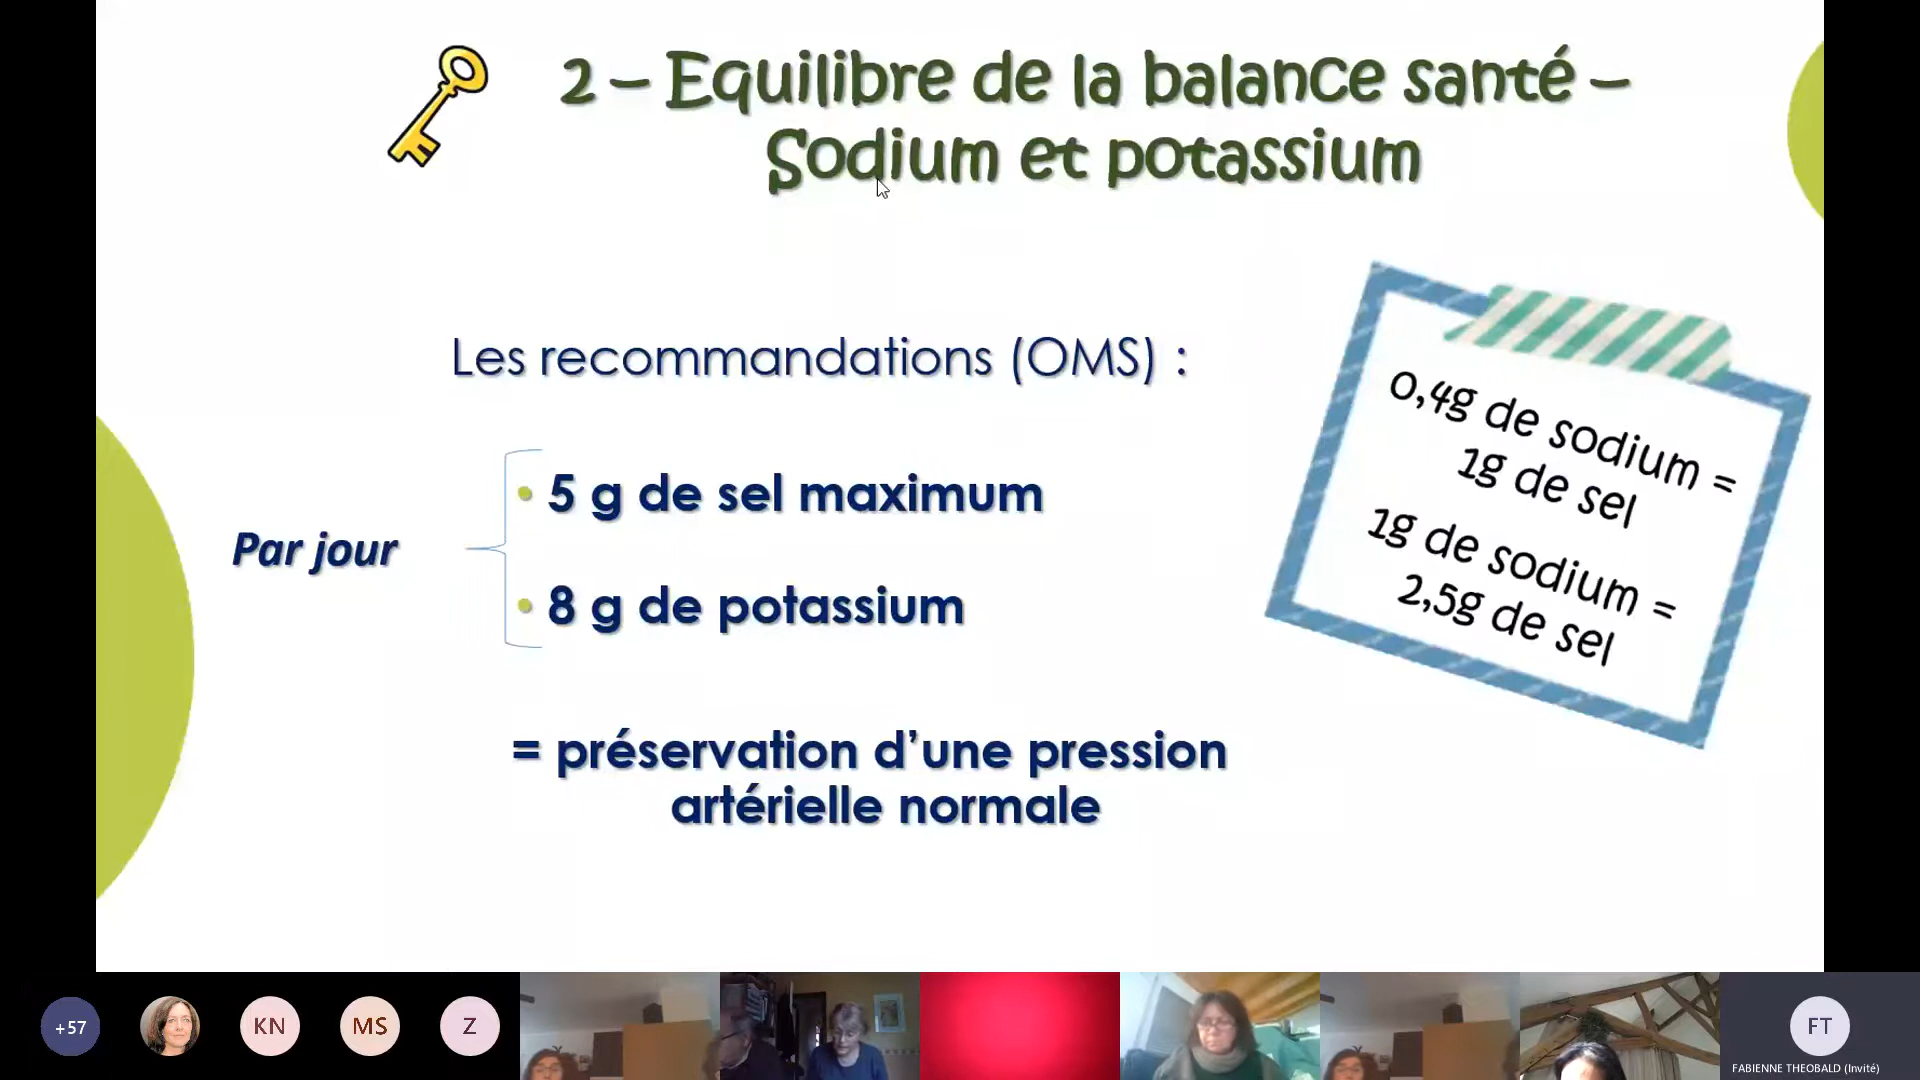 2 – Equilibre de la balance santé –
Sodium et potassium
Les recommandations (OMS) :
Par jour
• 5 g de sel maximum
• 8 g de potassium
= préservation d’une pression
artérielle normale
0,4g de sodium =
1g de sel
1g de sodium =
2,5g de sel
+57
KN
MS
Z
FT
FABIENNE THEOBALD (Invité)